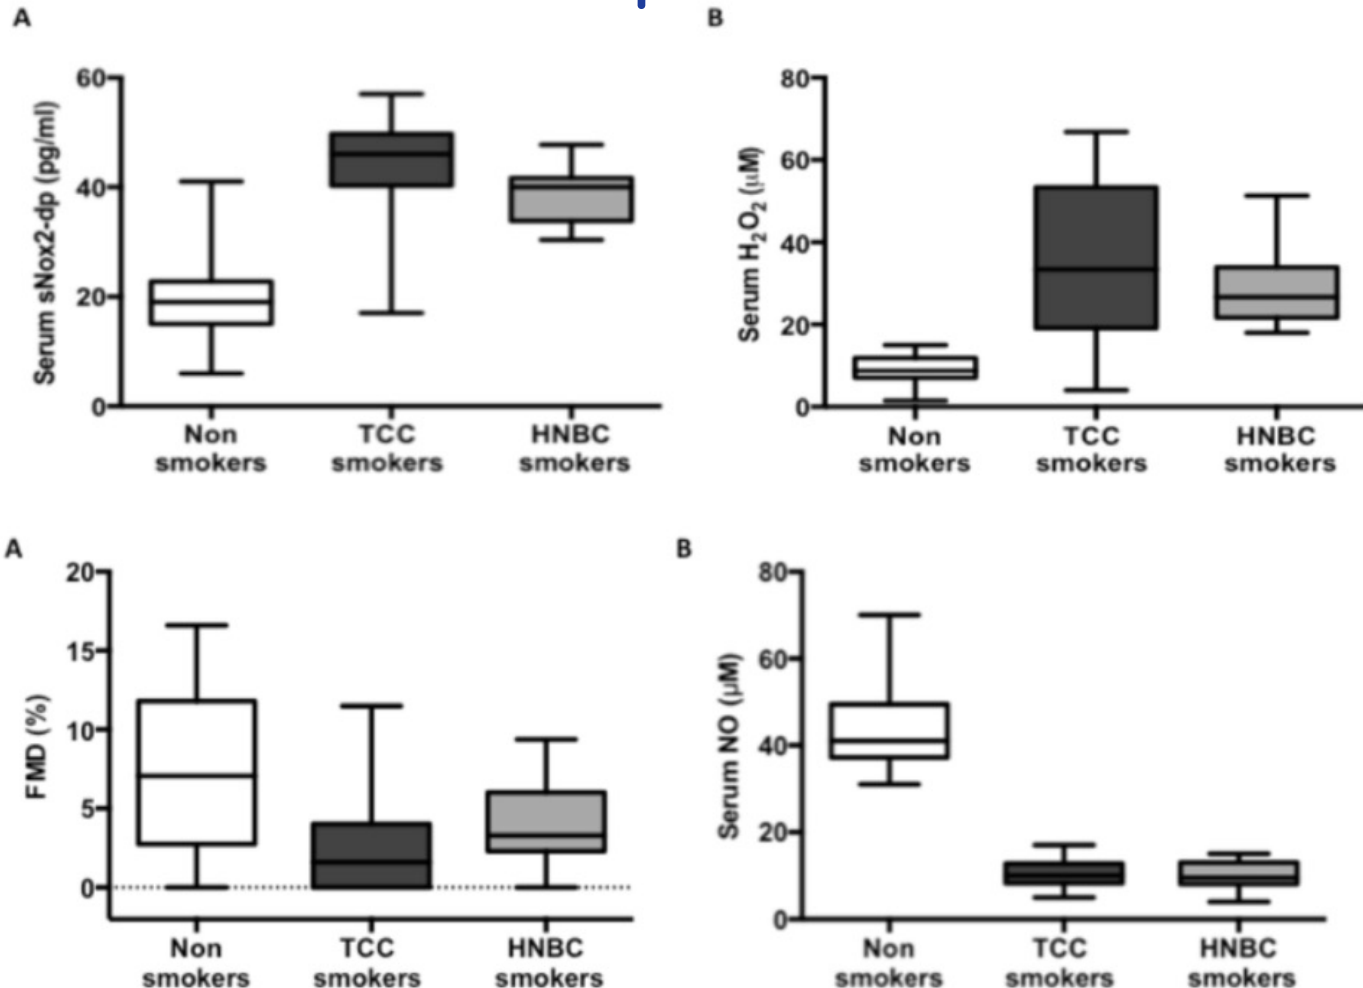 A
Serum sNox2-dp (pg/ml)
60
40
20
0
Non smokers
TCC smokers
HNBC smokers
B
Serum H2O2 (μM)
80
60
40
20
0
Non smokers
TCC smokers
HNBC smokers
A
FMD (%)
20
15
10
5
0
Non smokers
TCC smokers
HNBC smokers
B
Serum NO (μM)
80
60
40
20
0
Non smokers
TCC smokers
HNBC smokers